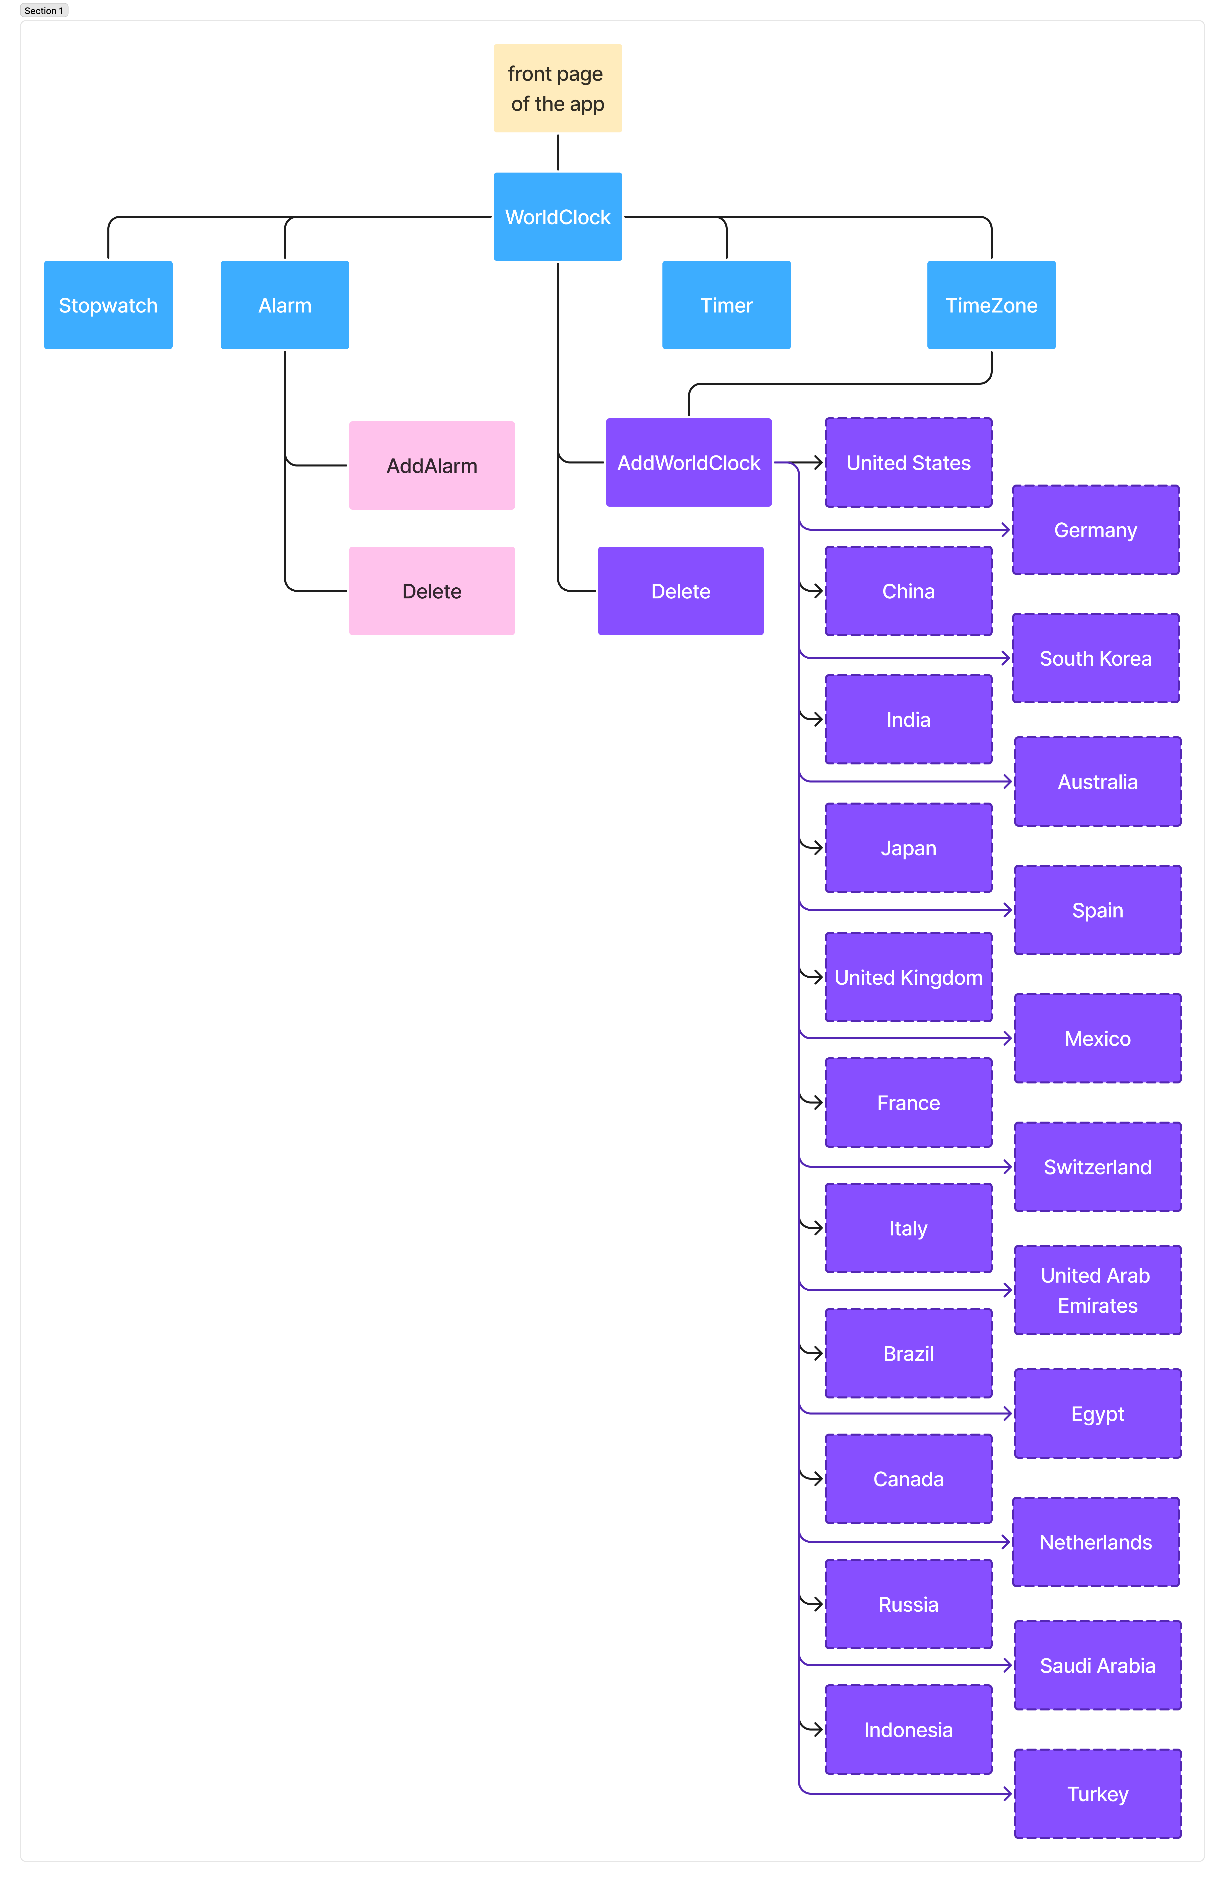 Section 1
front page
of the app
WorldClock
Stopwatch
Alarm
Timer
TimeZone
AddAlarm
AddWorldClock
United States
Germany
Delete
Delete
China
South Korea
India
Australia
Japan
Spain
United Kingdom
Mexico
France
Switzerland
Italy
United Arab
Emirates
Brazil
Egypt
Canada
Netherlands
Russia
Saudi Arabia
Indonesia
Turkey